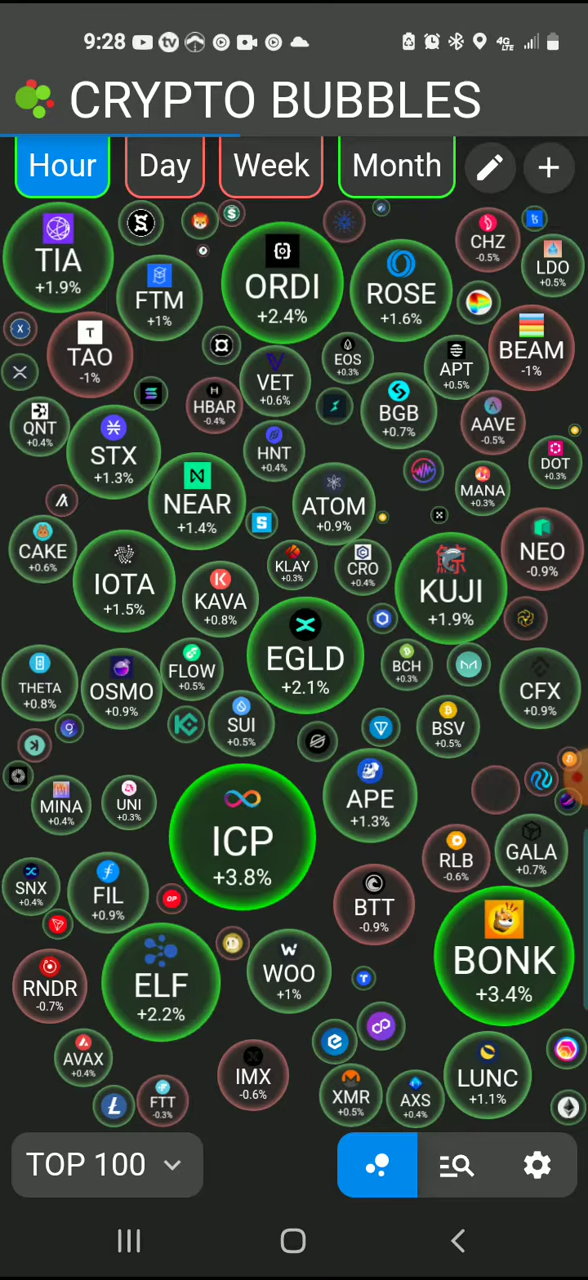 9:28
CRYPTO BUBBLES
Hour Day Week Month
TIA
+1.9%
FTM
+1%
ORDI
+2.4%
ROSE
+1.6%
CHZ
-0.5%
LDO
+0.5%
TAO
-1%
VET
+0.6%
EOS
+0.3%
APT
+0.5%
BEAM
-1%
QNT
+0.4%
HBAR
-0.4%
BGB
+0.7%
AAVE
-0.5%
STX
+1.3%
HNT
+0.4%
DOT
+0.3%
NEAR
+1.4%
ATOM
+0.9%
MANA
+0.3%
CAKE
+0.6%
IOTA
+1.5%
KAVA
+0.8%
KLAY
+0.3%
CRO
+0.4%
KUJI
+1.9%
NEO
-0.9%
THETA
+0.8%
OSMO
+0.9%
FLOW
+0.5%
EGLD
+2.1%
BCH
+0.3%
CFX
+0.9%
SUI
+0.5%
BSV
+0.5%
MINA
+0.4%
UNI
+0.3%
ICP
+3.8%
APE
+1.3%
RLB
-0.6%
GALA
+0.7%
SNX
+0.4%
FIL
+0.9%
BTT
-0.9%
BONK
+3.4%
RNDR
-0.7%
ELF
+2.2%
WOO
+1%
AVAX
+0.4%
FTT
-0.3%
IMX
-0.6%
XMR
+0.5%
AXS
+0.4%
LUNC
+1.1%
TOP 100